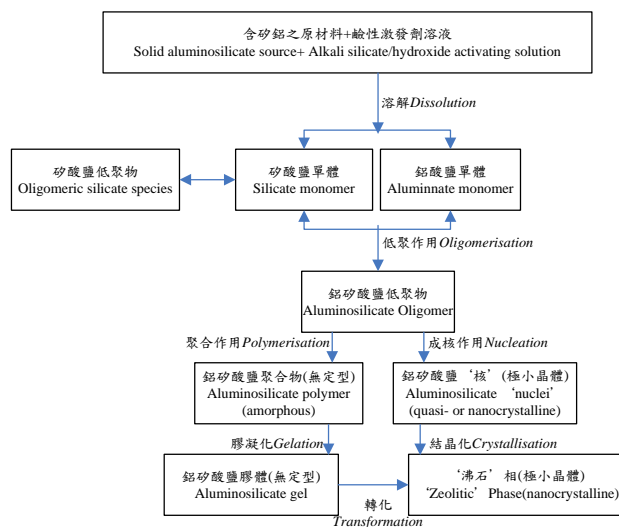 含矽鋁之原材料+鹼性激發劑溶液
Solid aluminosilicate source+ Alkali silicate/hydroxide activating solution
溶解Dissolution
矽酸鹽低聚物
Oligomeric silicate species
矽酸鹽單體
Silicate monomer
鋁酸鹽單體
Aluminnate monomer
低聚作用Oligomerisation
鋁矽酸鹽低聚物
Aluminosilicate Oligomer
聚合作用Polymerisation
成核作用Nucleation
鋁矽酸鹽聚合物(無定型)
Aluminosilicate polymer
(amorphous)
鋁矽酸鹽‘核’(極小晶體)
Aluminosilicate ‘nuclei’
(quasi- or nanocrystalline)
膠凝化Gelation
結晶化Crystallisation
鋁矽酸鹽膠體(無定型)
Aluminosilicate gel
‘沸石’相(極小晶體)
‘Zeolitic’ Phase(nanocrystalline)
轉化
Transformation